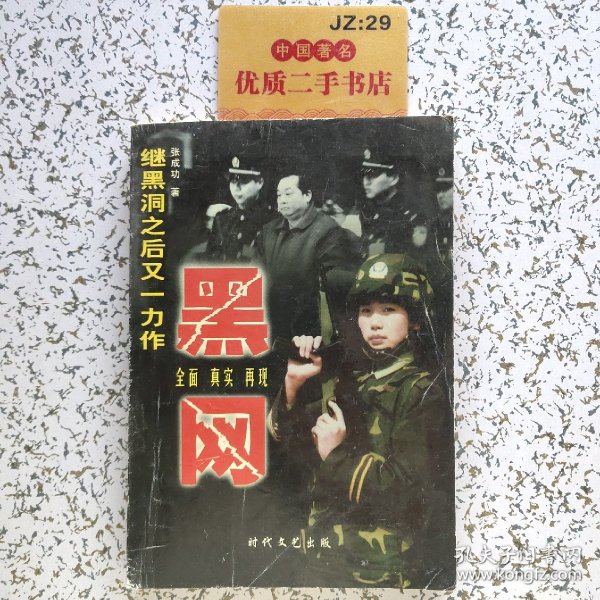 JZ:29
中国著名
优质二手书店
继黑洞之后又一力作
张成功 著
黑
全面 真实 再现
网
时代文艺出版
孔夫子旧书网
www.kongfz.com